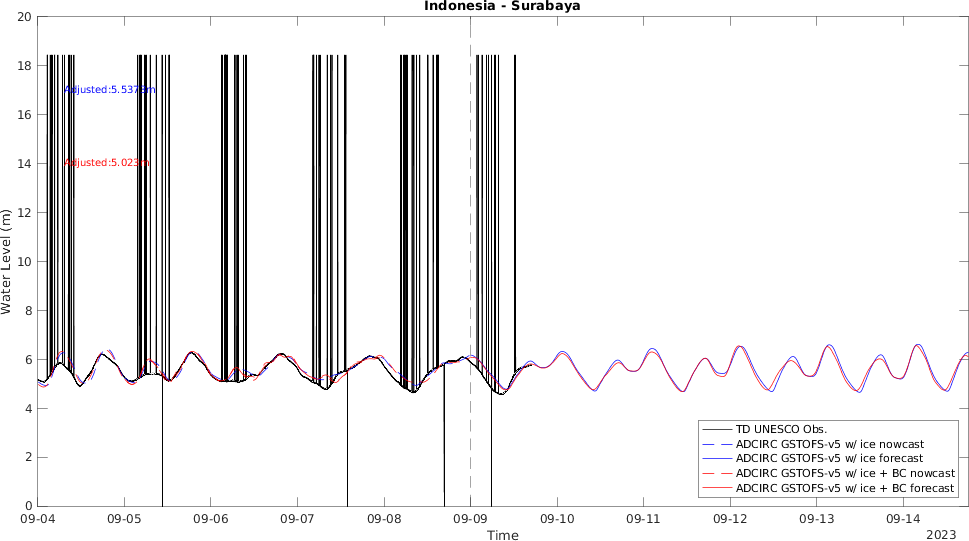 Indonesia - Surabaya
20
18
16
14
12
10
8
6
4
2
0
Water Level (m)
Adjusted:5.537 m
Adjusted:5.023m
TD UNESCO Obs.
ADCIRC GSTOFS-v5 w/ ice nowcast
ADCIRC GSTOFS-v5 w/ ice forecast
ADCIRC GSTOFS-v5 w/ ice + BC nowcast
ADCIRC GSTOFS-v5 w/ ice + BC forecast
09-04 09-05 09-06 09-07 09-08 09-09 09-10 09-11 09-12 09-13 09-14
Time
2023